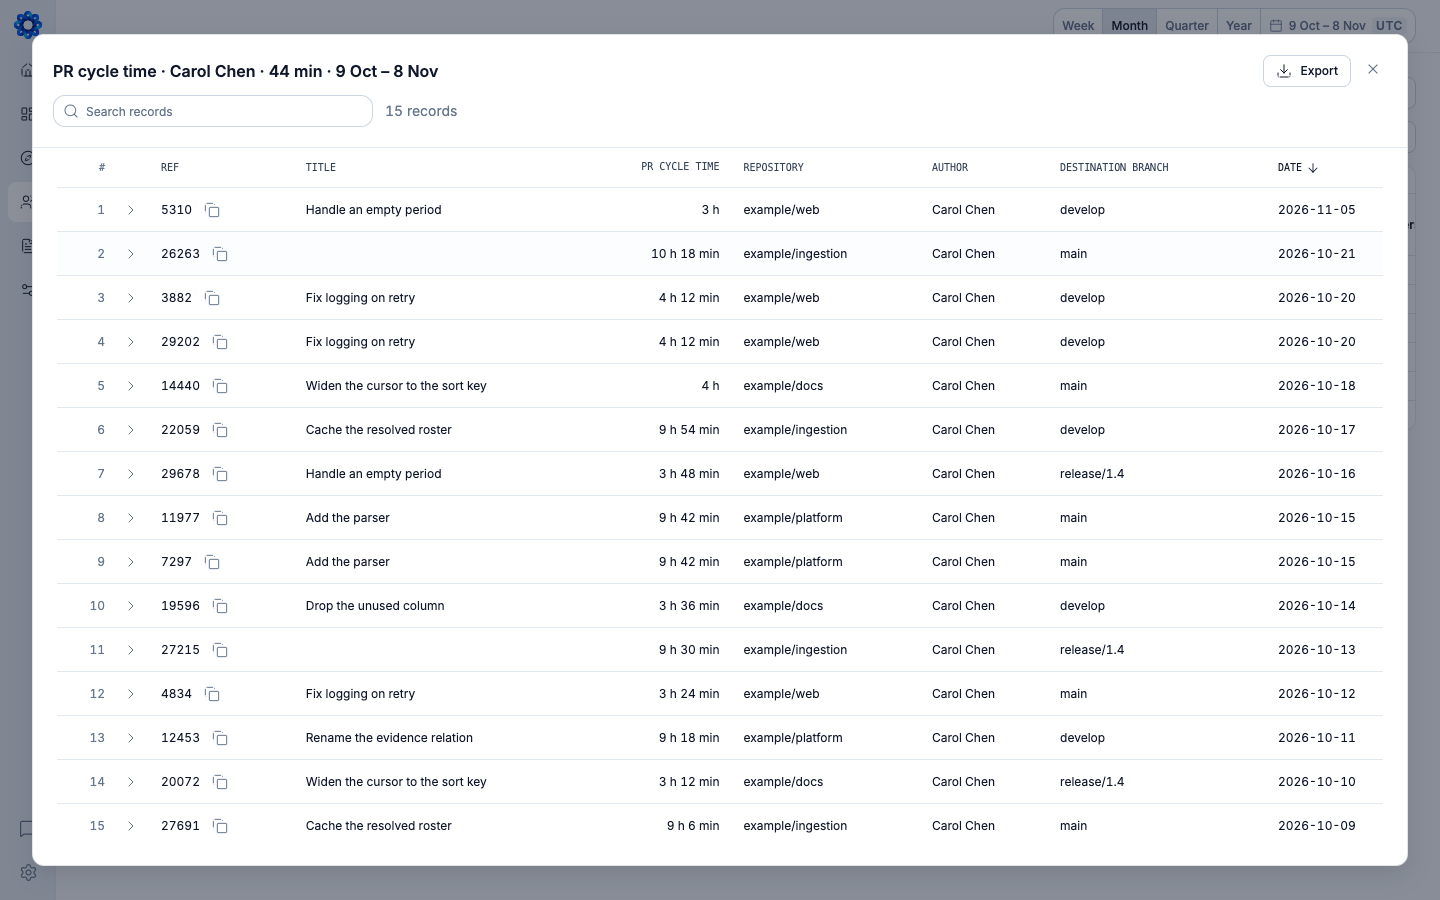 Week Month Quarter Year 9 Oct – 8 Nov UTC
PR cycle time · Carol Chen · 44 min · 9 Oct – 8 Nov
Export
Search records
15 records
# REF TITLE PR CYCLE TIME REPOSITORY AUTHOR DESTINATION BRANCH DATE
1 5310 Handle an empty period 3 h example/web Carol Chen develop 2026-11-05
2 26263 10 h 18 min example/ingestion Carol Chen main 2026-10-21
3 3882 Fix logging on retry 4 h 12 min example/web Carol Chen develop 2026-10-20
4 29202 Fix logging on retry 4 h 12 min example/web Carol Chen develop 2026-10-20
5 14440 Widen the cursor to the sort key 4 h example/docs Carol Chen main 2026-10-18
6 22059 Cache the resolved roster 9 h 54 min example/ingestion Carol Chen develop 2026-10-17
7 29678 Handle an empty period 3 h 48 min example/web Carol Chen release/1.4 2026-10-16
8 11977 Add the parser 9 h 42 min example/platform Carol Chen main 2026-10-15
9 7297 Add the parser 9 h 42 min example/platform Carol Chen main 2026-10-15
10 19596 Drop the unused column 3 h 36 min example/docs Carol Chen develop 2026-10-14
11 27215 9 h 30 min example/ingestion Carol Chen release/1.4 2026-10-13
12 4834 Fix logging on retry 3 h 24 min example/web Carol Chen main 2026-10-12
13 12453 Rename the evidence relation 9 h 18 min example/platform Carol Chen develop 2026-10-11
14 20072 Widen the cursor to the sort key 3 h 12 min example/docs Carol Chen release/1.4 2026-10-10
15 27691 Cache the resolved roster 9 h 6 min example/ingestion Carol Chen main 2026-10-09